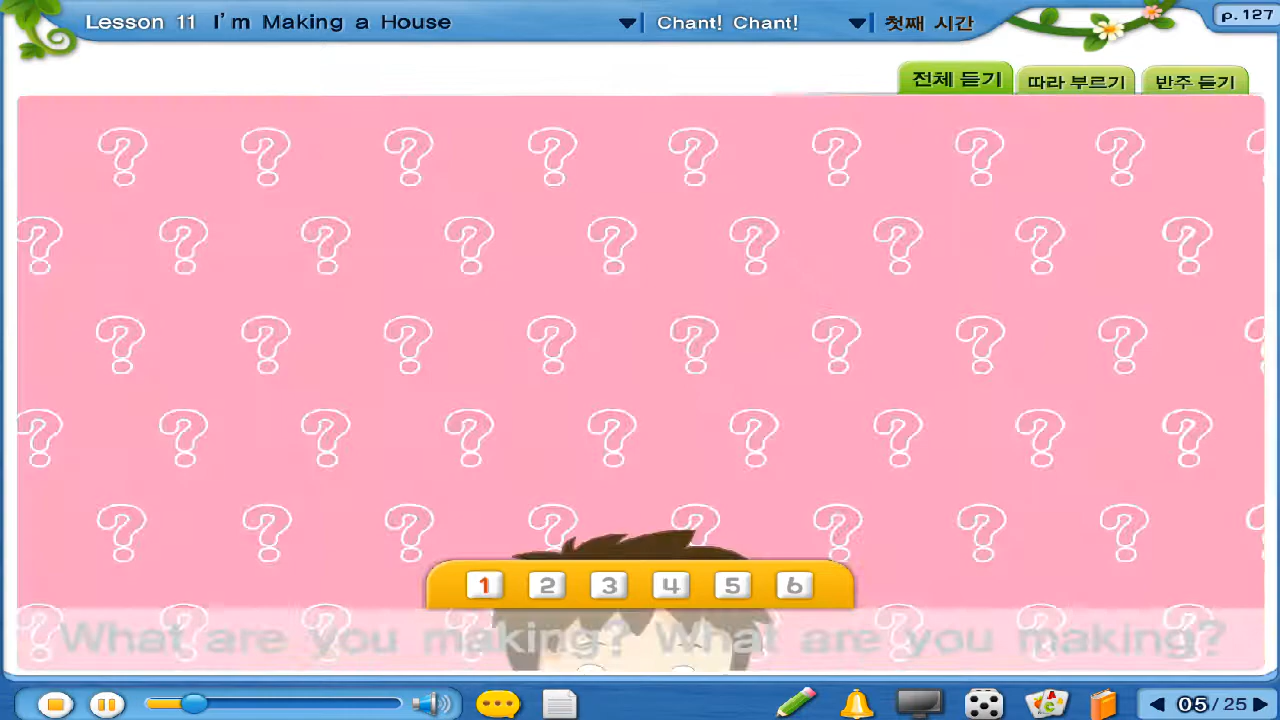 Lesson 11 I'm Making a House
Chant! Chant!
첫째 시간
p.127
전체 듣기
따라 부르기
반주 듣기
1 2 3 4 5 6
What are you making? What are you making?
05/25